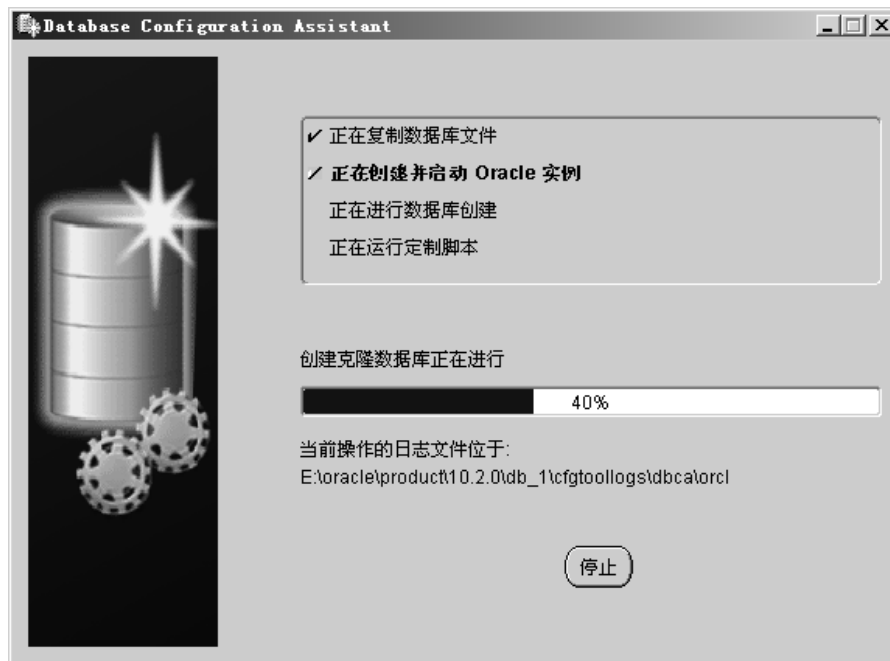 Database Configuration Assistant
正在复制数据库文件
正在创建并启动 Oracle 实例
正在进行数据库创建
正在运行定制脚本
创建克隆数据库正在进行
40%
当前操作的日志文件位于:
E:\oracle\product\10.2.0\db_1\cfgtoollogs\dbca\orcl
停止